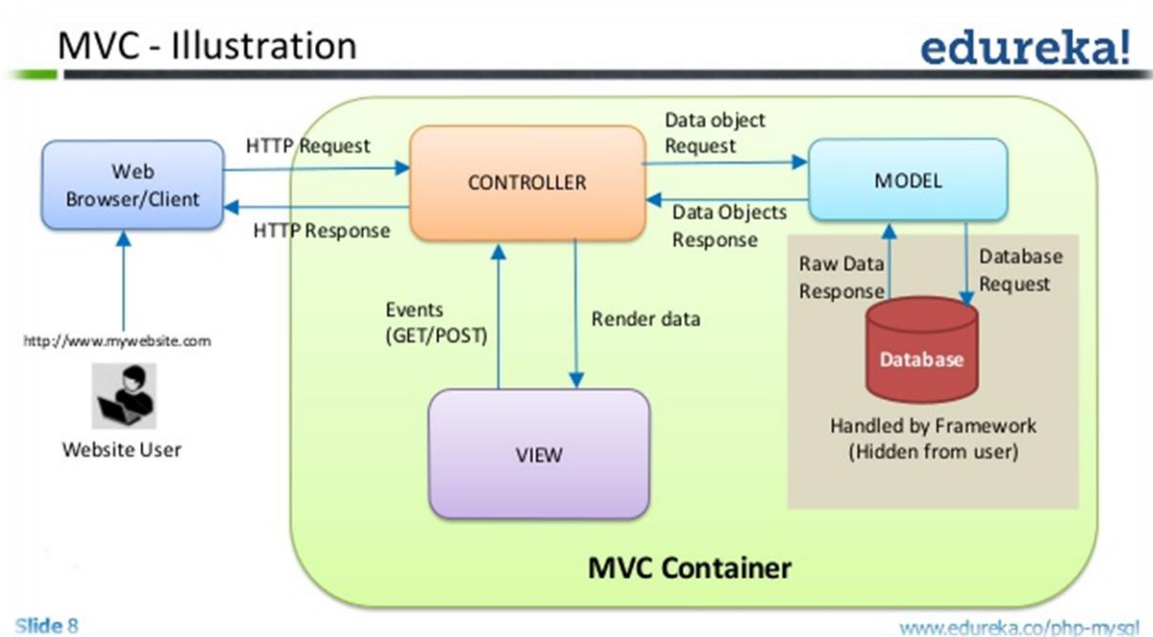 MVC - Illustration
edureka!
Web
Browser/Client
HTTP Request
HTTP Response
CONTROLLER
Data object
Request
Data Objects
Response
MODEL
Raw Data
Response
Database
Request
Database
Handled by Framework
(Hidden from user)
Events
(GET/POST)
Render data
VIEW
http://www.mywebsite.com
Website User
MVC Container
Slide 8
www.edureka.co/php-mysql